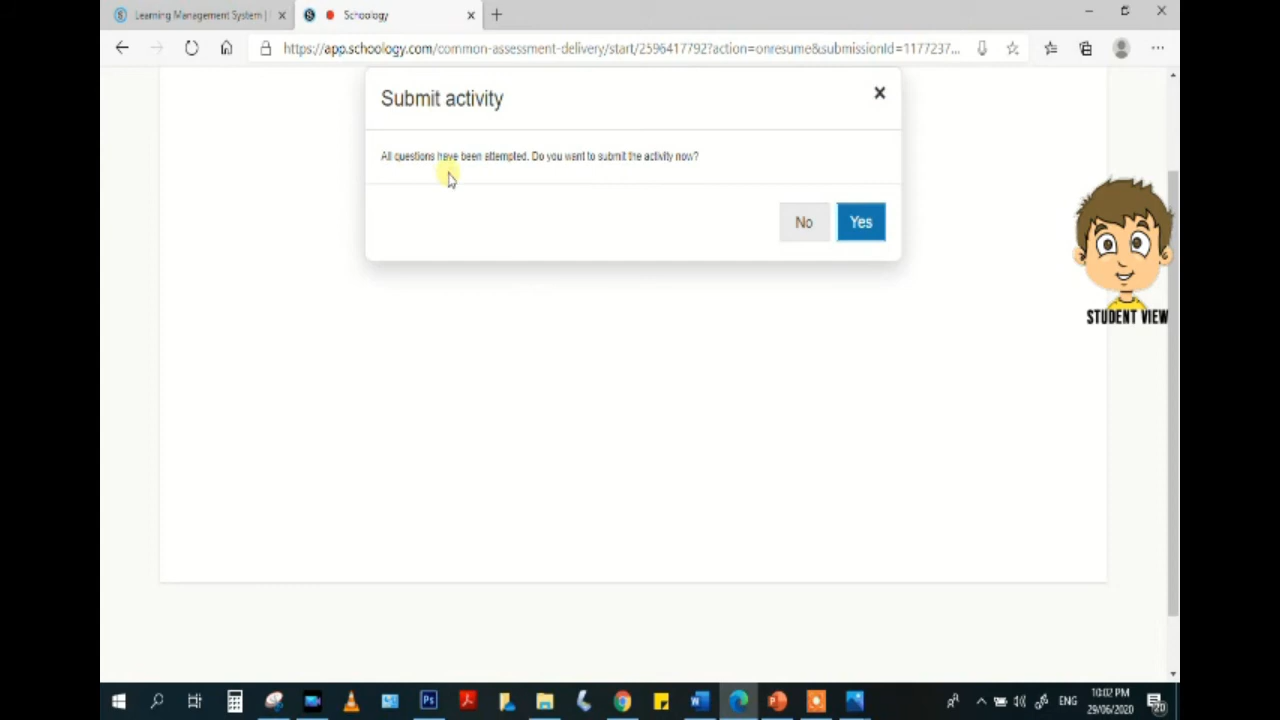 Learning Management System |
Schoology
https://app.schoology.com/common-assessment-delivery/start/2596417792?action=onresume&submissionId=1177237...
Submit activity
All questions have been attempted. Do you want to submit the activity now?
No
Yes
STUDENT VIEW
ENG
10:02 PM
29/06/2020
20